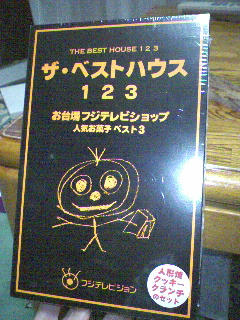 THE BEST HOUSE 1 2 3
ザ・ベストハウス
1 2 3
お台場フジテレビショップ
人気お菓子 ベスト3
人形焼
クッキー
クランチ
のセット
フジテレビジョン